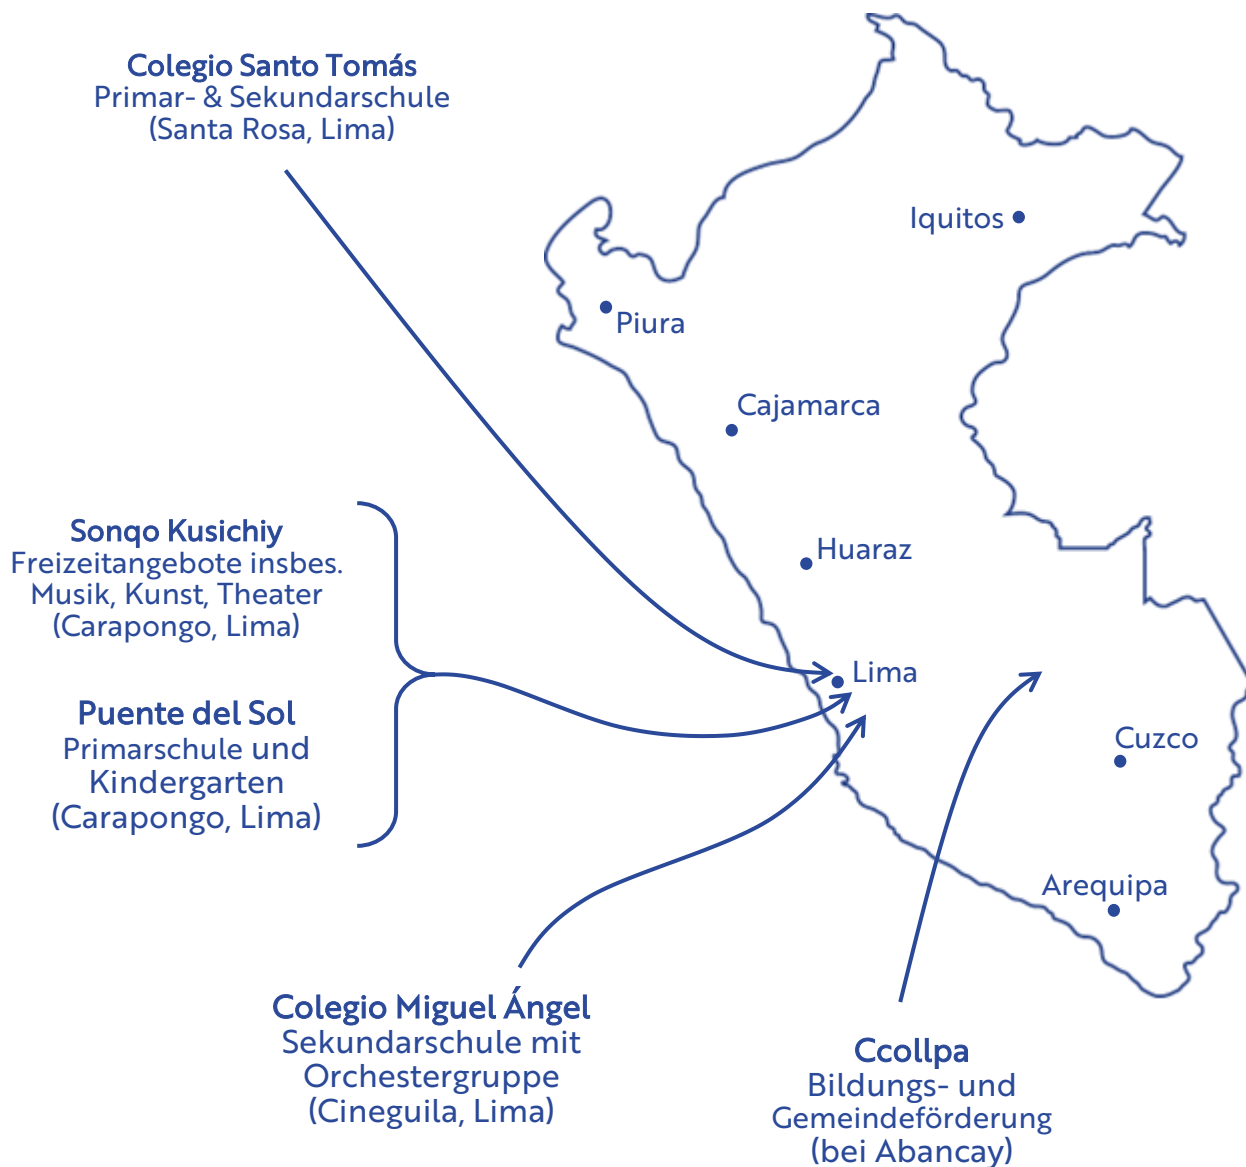 Colegio Santo Tomás
Primar- & Sekundarschule
(Santa Rosa, Lima)
Iquitos
Piura
Cajamarca
Huaraz
Lima
Cuzco
Arequipa
Sonqo Kusichiy
Freizeitangebote insbes.
Musik, Kunst, Theater
(Carapongo, Lima)
Puente del Sol
Primarschule und
Kindergarten
(Carapongo, Lima)
Colegio Miguel Ángel
Sekundarschule mit
Orchestergruppe
(Cineguila, Lima)
Ccollpa
Bildungs- und
Gemeindeförderung
(bei Abancay)